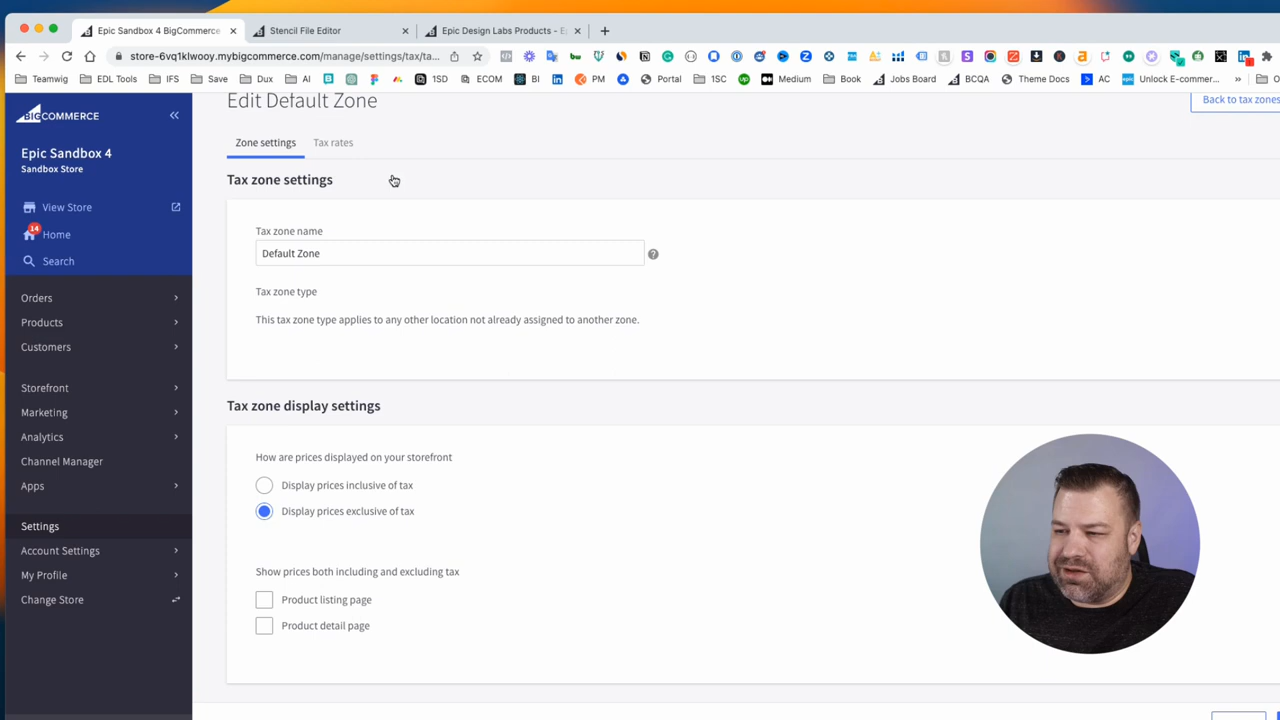 Epic Sandbox 4 BigCommerce
Stencil File Editor
Epic Design Labs Products - E
store-6vq1klwooy.mybigcommerce.com/manage/settings/tax/ta...
Teamwig
EDL Tools
IFS
Save
Dux
AI
1SD
ECOM
BI
PM
Portal
1SC
Medium
Book
Jobs Board
BCQA
Theme Docs
AC
Unlock E-commer...
»
BIGCOMMERCE
Edit Default Zone
Back to tax zones
Epic Sandbox 4
Sandbox Store
Zone settings
Tax rates
View Store
14
Home
Search
Orders
Products
Customers
Storefront
Marketing
Analytics
Channel Manager
Apps
Settings
Account Settings
My Profile
Change Store
Tax zone settings
Tax zone name
Default Zone
Tax zone type
This tax zone type applies to any other location not already assigned to another zone.
Tax zone display settings
How are prices displayed on your storefront
Display prices inclusive of tax
Display prices exclusive of tax
Show prices both including and excluding tax
Product listing page
Product detail page